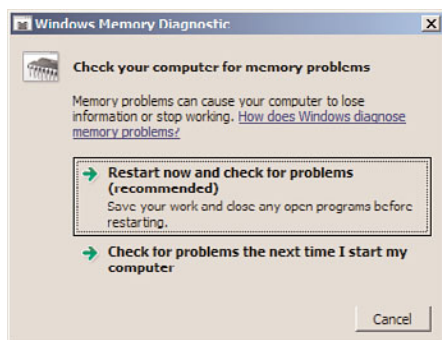 Windows Memory Diagnostic
Check your computer for memory problems
Memory problems can cause your computer to lose
information or stop working. How does Windows diagnose
memory problems?
Restart now and check for problems
(recommended)
Save your work and close any open programs before
restarting.
Check for problems the next time I start my
computer
Cancel